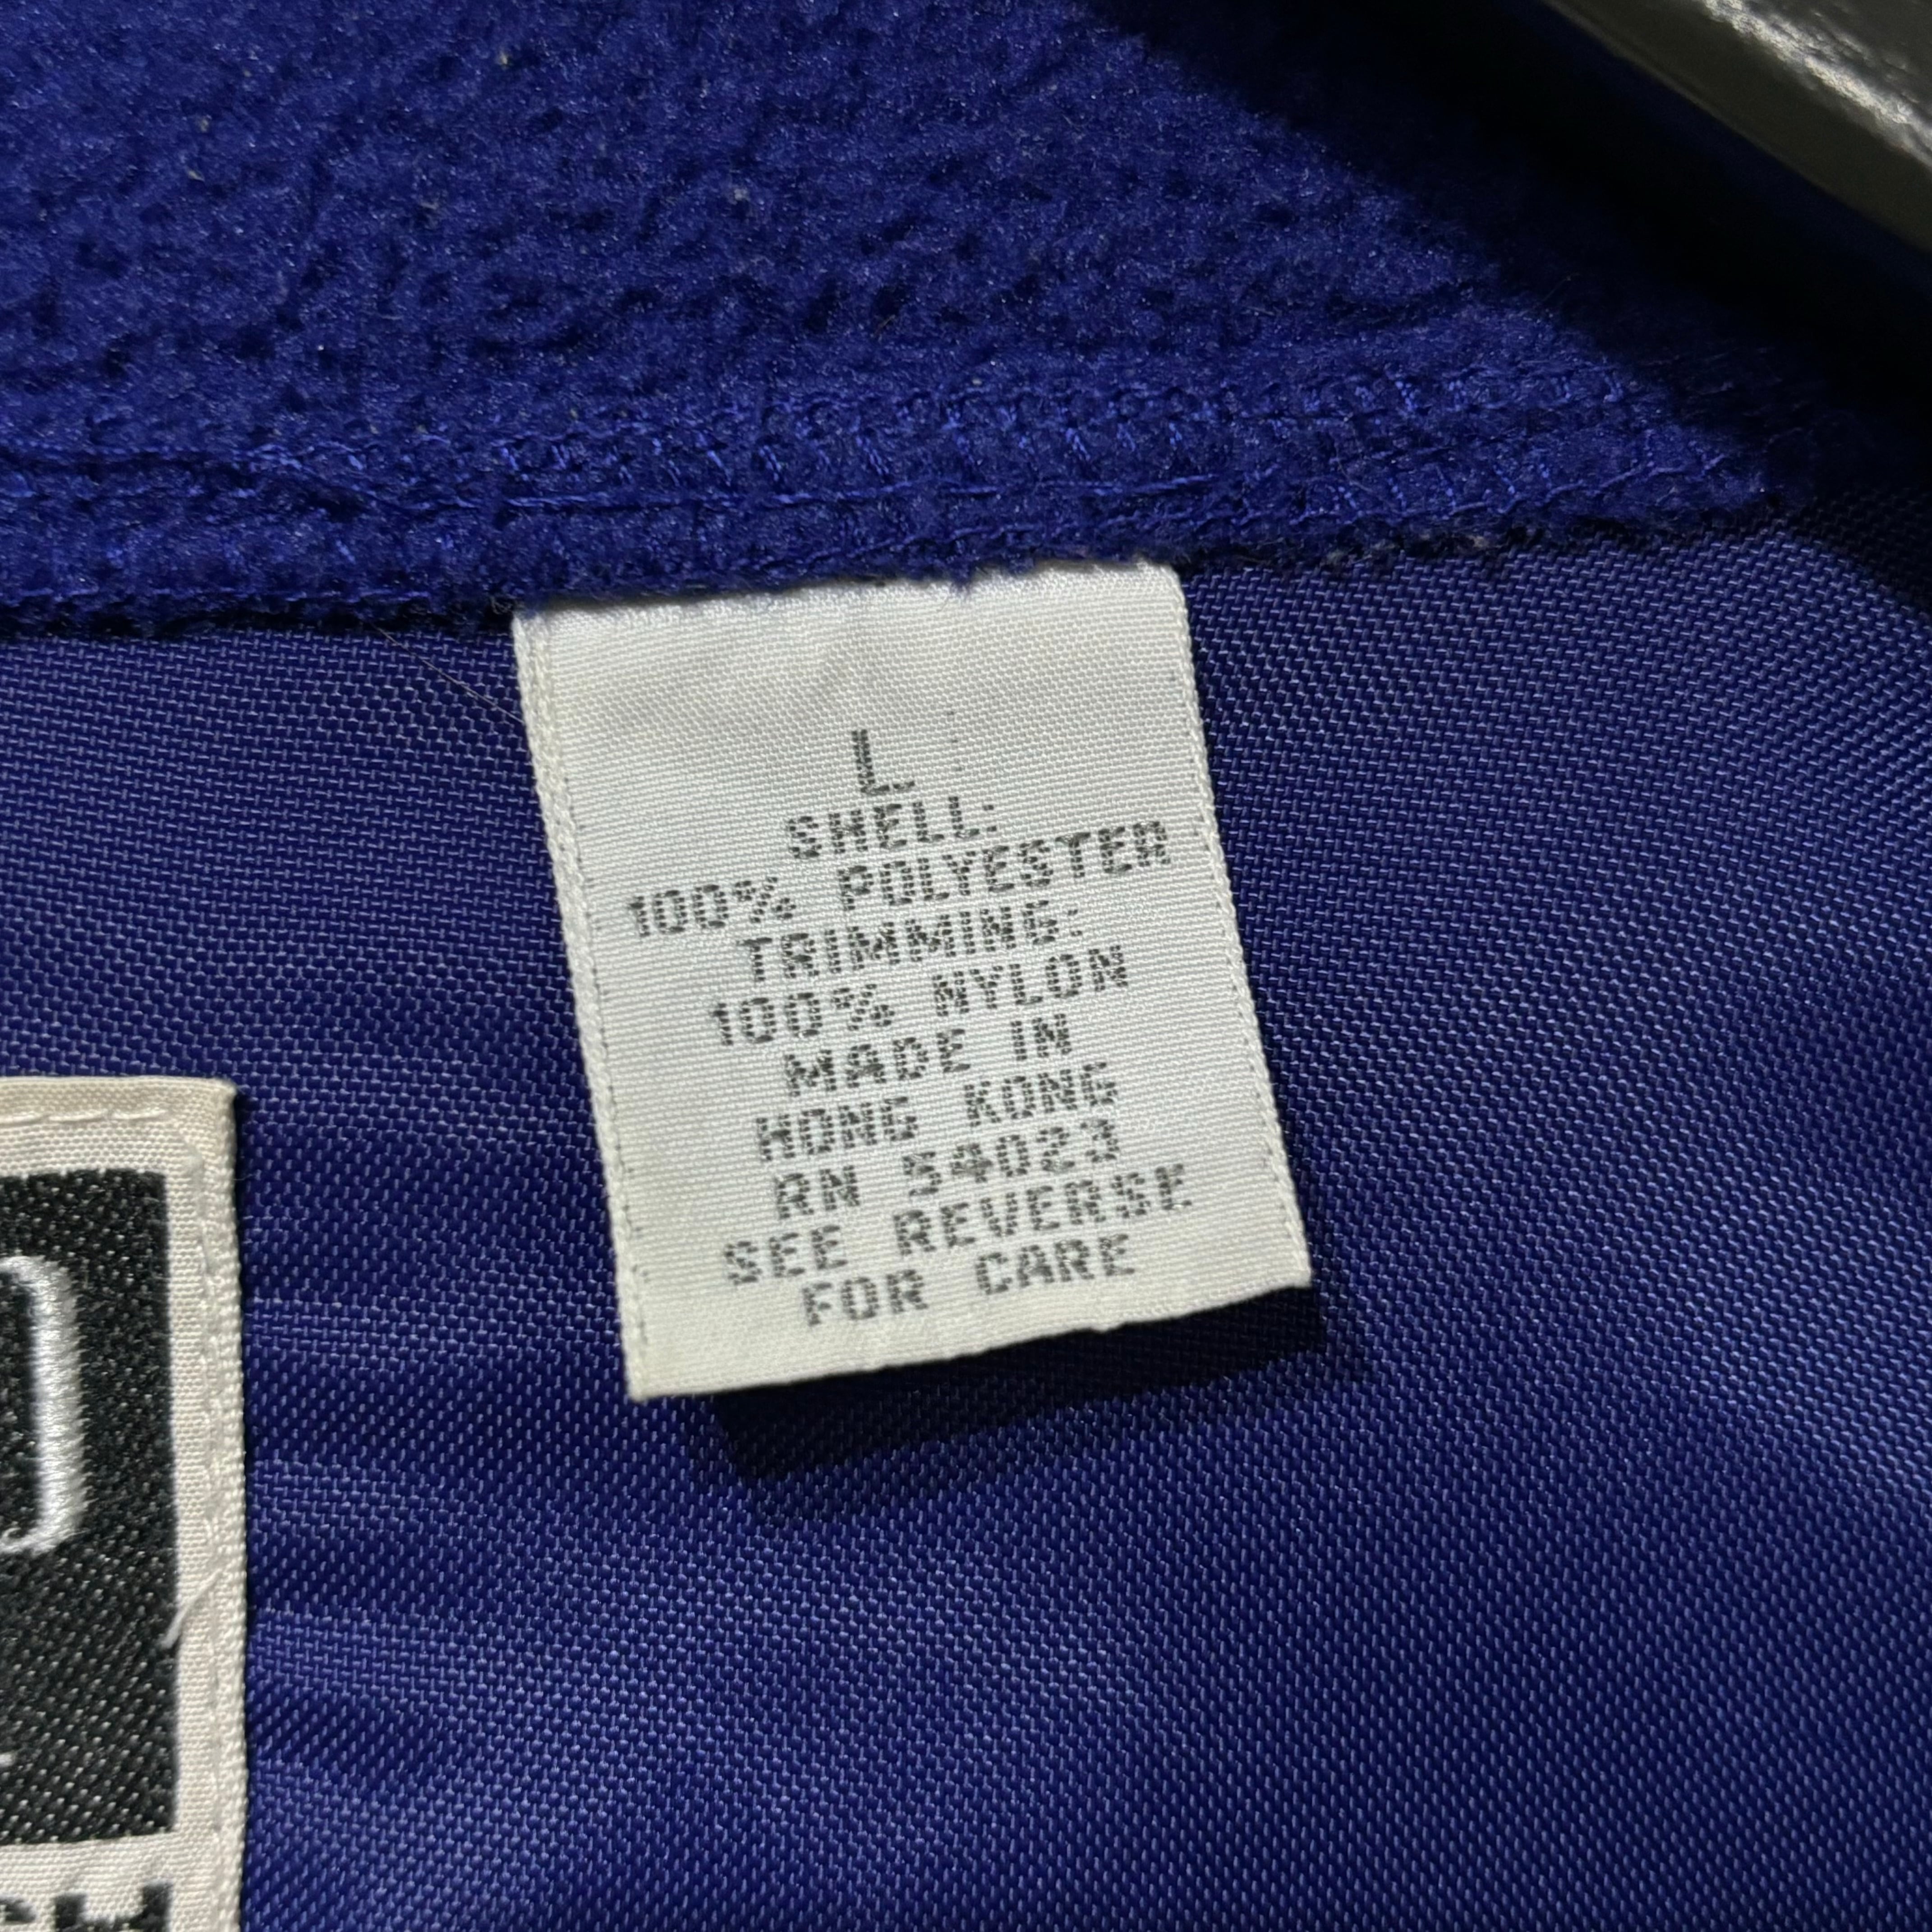 L
SHELL:
100% POLYESTER
TRIMMING:
100% NYLON
MADE IN
HONG KONG
RN 54023
SEE REVERSE
FOR CARE